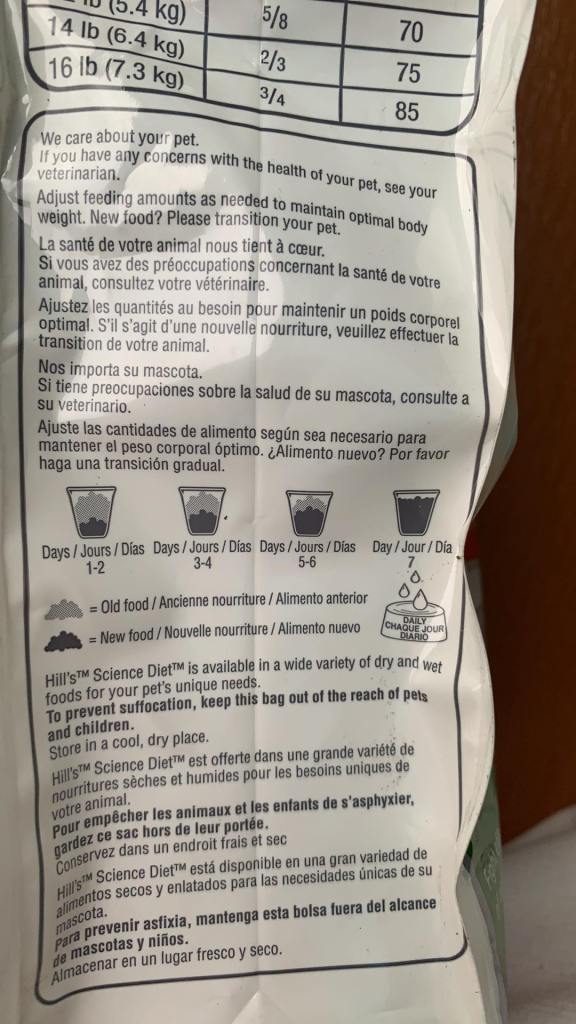 (5.4 kg) 5/8 70
14 lb (6.4 kg) 2/3 75
16 lb (7.3 kg) 3/4 85
We care about your pet.
If you have any concerns with the health of your pet, see your
veterinarian.
Adjust feeding amounts as needed to maintain optimal body
weight. New food? Please transition your pet.
La santé de votre animal nous tient à cœur.
Si vous avez des préoccupations concernant la santé de votre
animal, consultez votre vétérinaire.
Ajustez les quantités au besoin pour maintenir un poids corporel
optimal. S'il s'agit d'une nouvelle nourriture, veuillez effectuer la
transition de votre animal.
Nos importa su mascota.
Si tiene preocupaciones sobre la salud de su mascota, consulte a
su veterinario.
Ajuste las cantidades de alimento según sea necesario para
mantener el peso corporal óptimo. ¿Alimento nuevo? Por favor
haga una transición gradual.
Days / Jours / Días Days / Jours / Días Days / Jours / Días Day / Jour / Día
1-2 3-4 5-6 7
= Old food / Ancienne nourriture / Alimento anterior
= New food / Nouvelle nourriture / Alimento nuevo
DAILY
CHAQUE JOUR
DIARIO
Hill's™ Science Diet™ is available in a wide variety of dry and wet
foods for your pet's unique needs.
To prevent suffocation, keep this bag out of the reach of pets
and children.
Store in a cool, dry place.
Hill's™ Science Diet™ est offerte dans une grande variété de
nourritures sèches et humides pour les besoins uniques de
votre animal.
Pour empêcher les animaux et les enfants de s'asphyxier,
gardez ce sac hors de leur portée.
Conservez dans un endroit frais et sec
Hill's™ Science Diet™ está disponible en una gran variedad de
alimentos secos y enlatados para las necesidades únicas de su
mascota.
Para prevenir asfixia, mantenga esta bolsa fuera del alcance
de mascotas y niños.
Almacenar en un lugar fresco y seco.